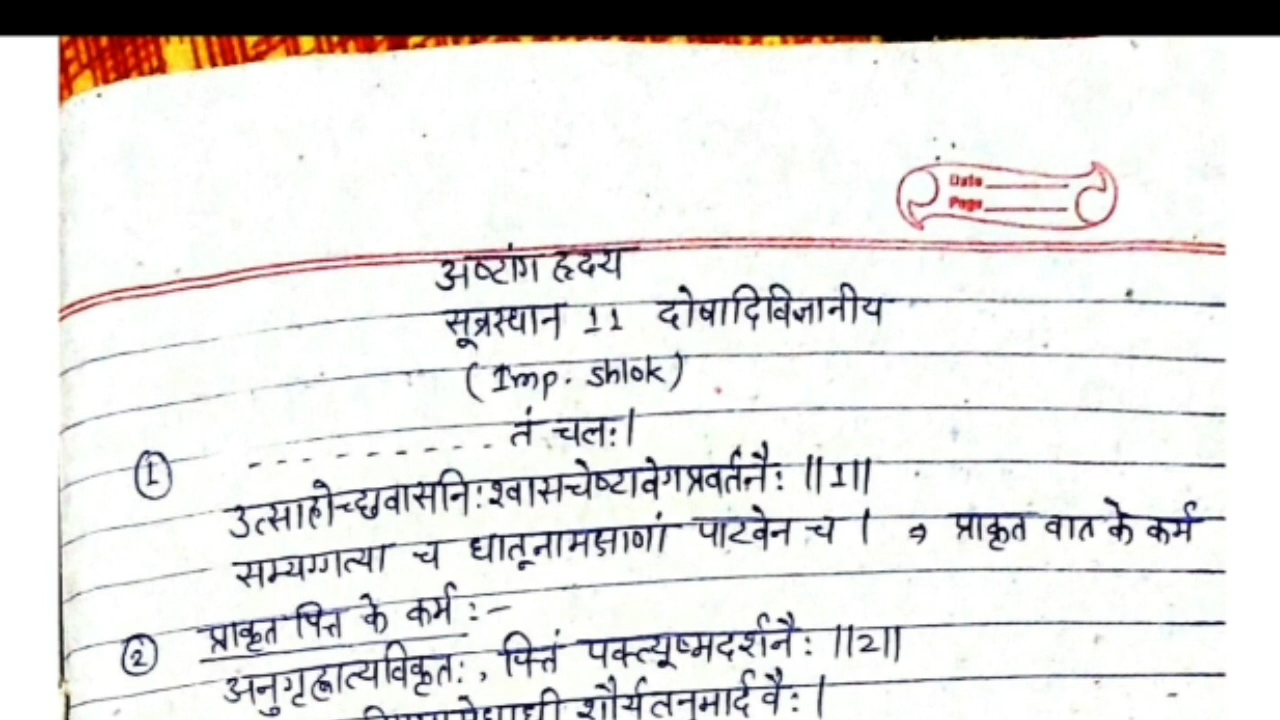 Date
Page
अष्टांग हृदय
सूत्रस्थान 11 दोषादिविज्ञानीय
(Imp. Shlok)
① - - - - - - - - - तं चलः।
उत्साहोच्छ्वासनिःश्वासचेष्टावेगप्रवर्तनैः ॥1॥
सम्यग्गत्या च धातूनामक्षाणां पाटवेन च । → प्राकृत वात के कर्म
② प्राकृत पित्त के कर्म :-
अनुगृह्णात्यविकृतः, पित्तं पक्त्यूष्मदर्शनैः ॥2॥
शौर्यतनुमार्दवैः।